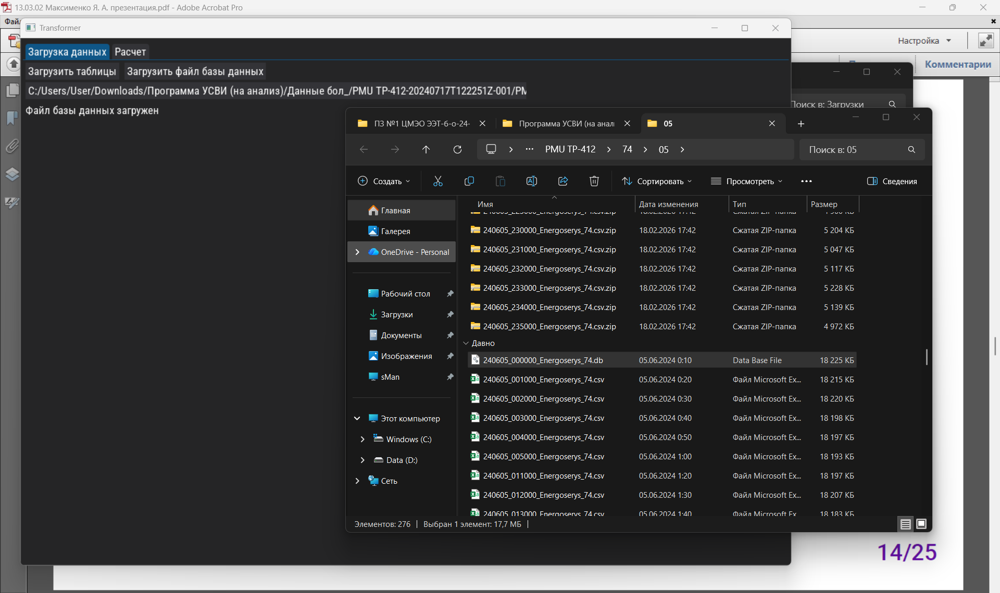 13.03.02 Максименко Я. А. презентация.pdf - Adobe Acrobat Pro
Файл
Transformer
Настройка
Загрузка данных Расчет
Загрузить таблицы Загрузить файл базы данных
Комментарии
C:/Users/User/Downloads/Программа УСВИ (на анализ)/Данные бол_/PMU TP-412-20240717T122251Z-001/PM
Поиск в: Загрузки
Файл базы данных загружен
ПЗ №1 ЦМЭО ЭЭТ-6-о-24-
Программа УСВИ (на анал
05
PMU TP-412 > 74 > 05 >
Поиск в: 05
Создать
Сортировать
Просмотреть
Сведения
Имя Дата изменения Тип Размер
Главная
Галерея
OneDrive - Personal
Рабочий стол
Загрузки
Документы
Изображения
sMan
Этот компьютер
Windows (C:)
Data (D:)
Сеть
240605_230000_Energoserys_74.csv.zip 18.02.2026 17:42 Сжатая ZIP-папка 5 204 КБ
240605_231000_Energoserys_74.csv.zip 18.02.2026 17:42 Сжатая ZIP-папка 5 047 КБ
240605_232000_Energoserys_74.csv.zip 18.02.2026 17:42 Сжатая ZIP-папка 5 117 КБ
240605_233000_Energoserys_74.csv.zip 18.02.2026 17:42 Сжатая ZIP-папка 5 228 КБ
240605_234000_Energoserys_74.csv.zip 18.02.2026 17:42 Сжатая ZIP-папка 5 139 КБ
240605_235000_Energoserys_74.csv.zip 18.02.2026 17:42 Сжатая ZIP-папка 4 972 КБ
Давно
240605_000000_Energoserys_74.db 05.06.2024 0:10 Data Base File 18 225 КБ
240605_001000_Energoserys_74.csv 05.06.2024 0:20 Файл Microsoft Ex... 18 215 КБ
240605_002000_Energoserys_74.csv 05.06.2024 0:30 Файл Microsoft Ex... 18 220 КБ
240605_003000_Energoserys_74.csv 05.06.2024 0:40 Файл Microsoft Ex... 18 198 КБ
240605_004000_Energoserys_74.csv 05.06.2024 0:50 Файл Microsoft Ex... 18 197 КБ
240605_005000_Energoserys_74.csv 05.06.2024 1:00 Файл Microsoft Ex... 18 193 КБ
240605_011000_Energoserys_74.csv 05.06.2024 1:20 Файл Microsoft Ex... 18 197 КБ
240605_012000_Energoserys_74.csv 05.06.2024 1:30 Файл Microsoft Ex... 18 207 КБ
240605_013000_Energoserys_74.csv 05.06.2024 1:40 Файл Microsoft Ex 18 183 КБ
Элементов: 276 Выбран 1 элемент: 17,7 МБ
14/25